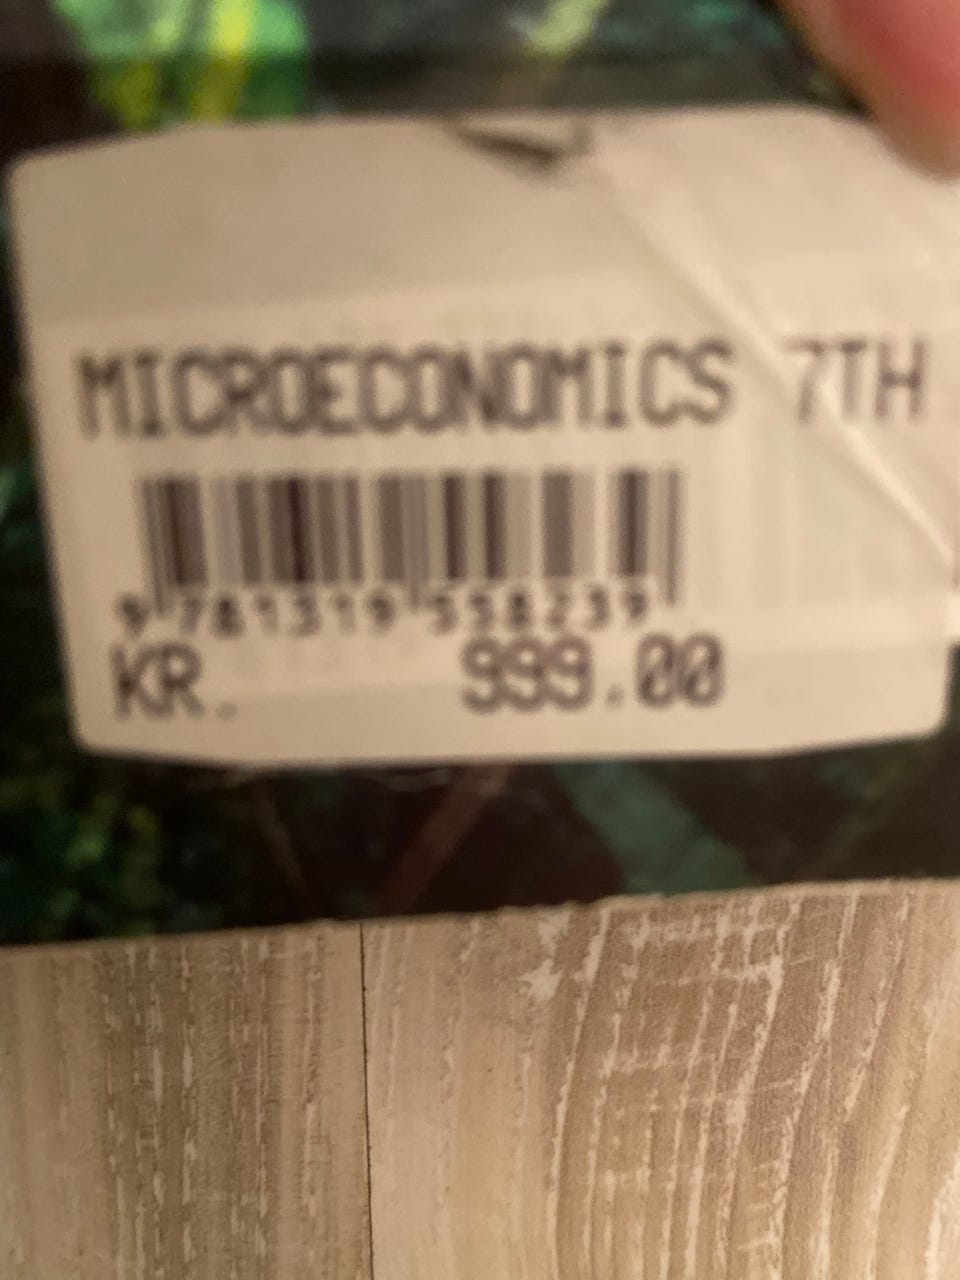 MICROECONOMICS 7TH
9 781319 558239
KR. 999.00